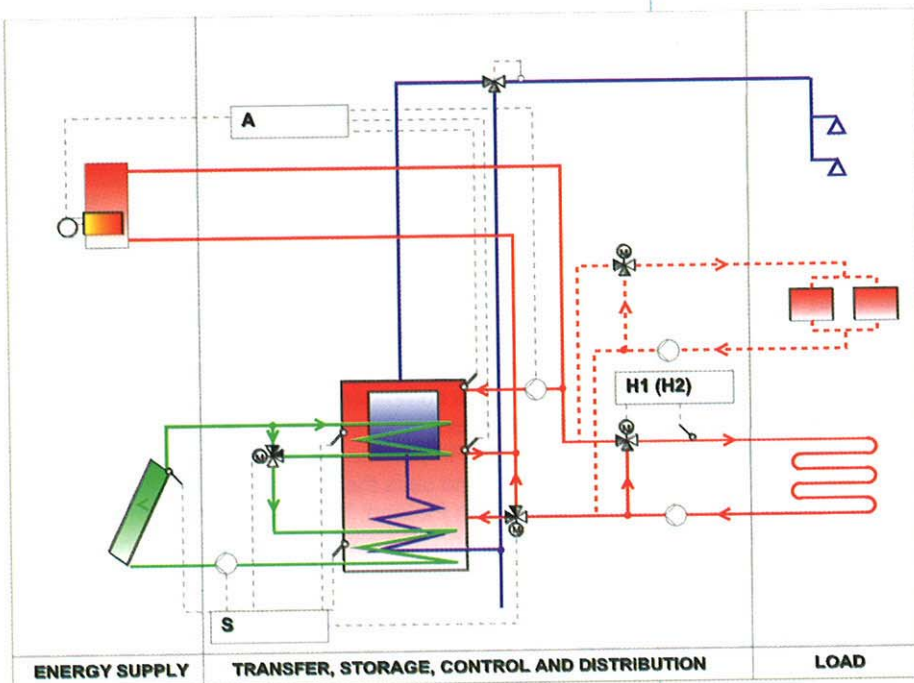 A
M
H1 (H2)
M
M
M
S
ENERGY SUPPLY
TRANSFER, STORAGE, CONTROL AND DISTRIBUTION
LOAD